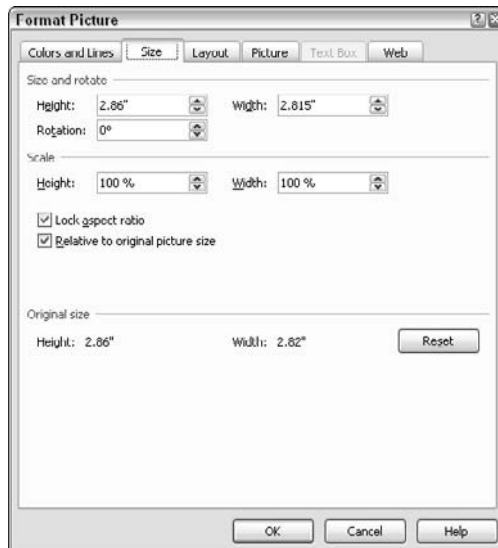 Format Picture
Colors and Lines Size Layout Picture Text Box Web
Size and rotate
Height: 2.86" Width: 2.815"
Rotation: 0°
Scale
Height: 100 % Width: 100 %
Lock aspect ratio
Relative to original picture size
Original size
Height: 2.86" Width: 2.82" Reset
OK Cancel Help